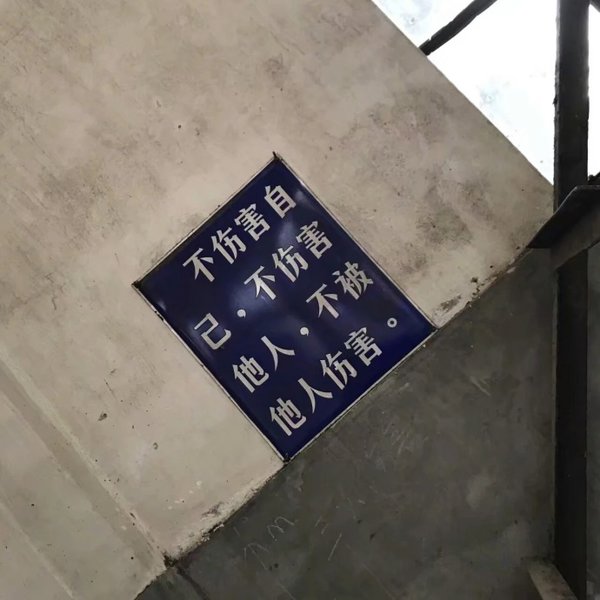 不伤害自
己，不伤害
他人，不被
他人伤害。